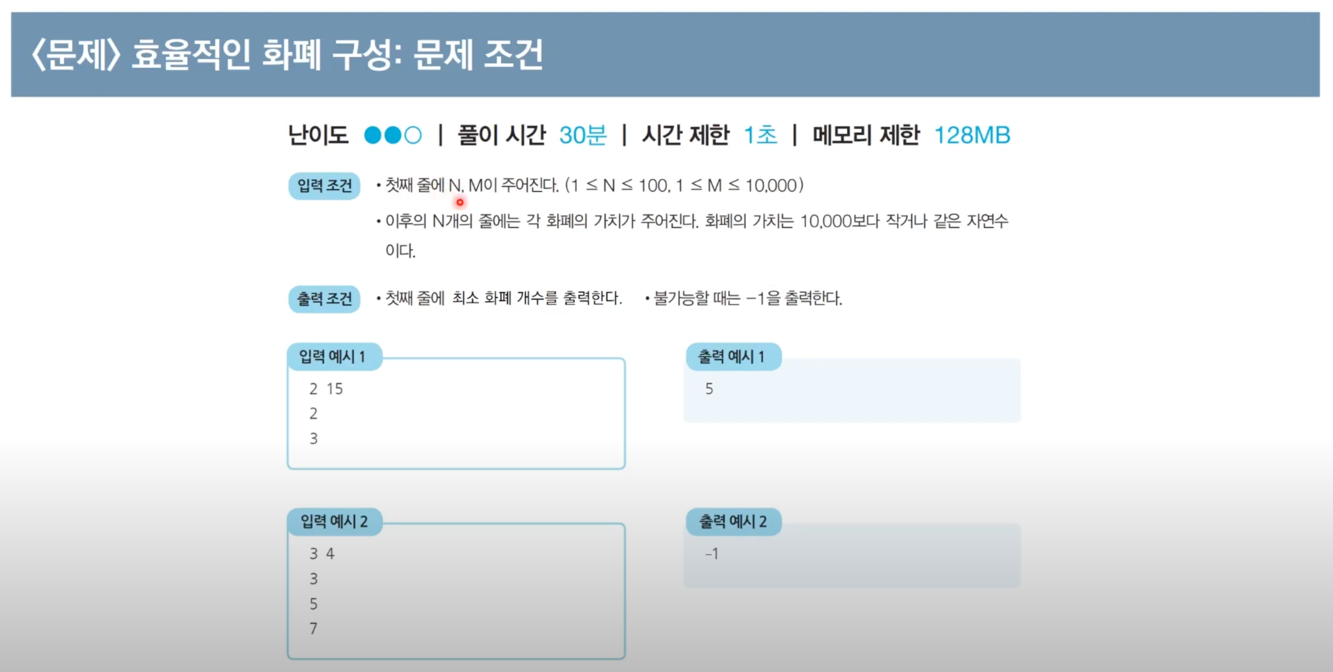 〈문제〉 효율적인 화폐 구성: 문제 조건
난이도 ●●○ | 풀이 시간 30분 | 시간 제한 1초 | 메모리 제한 128MB
입력 조건 • 첫째 줄에 N, M이 주어진다. (1 ≤ N ≤ 100, 1 ≤ M ≤ 10,000)
• 이후의 N개의 줄에는 각 화폐의 가치가 주어진다. 화폐의 가치는 10,000보다 작거나 같은 자연수
이다.
출력 조건 • 첫째 줄에 최소 화폐 개수를 출력한다. • 불가능할 때는 −1을 출력한다.
입력 예시 1
2 15
2
3
출력 예시 1
5
입력 예시 2
3 4
3
5
7
출력 예시 2
−1